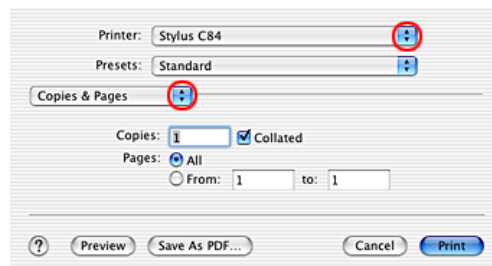 Printer: Stylus C84
Presets: Standard
Copies & Pages
Copies: 1 Collated
Pages: All
From: 1 to: 1
? Preview Save As PDF... Cancel Print